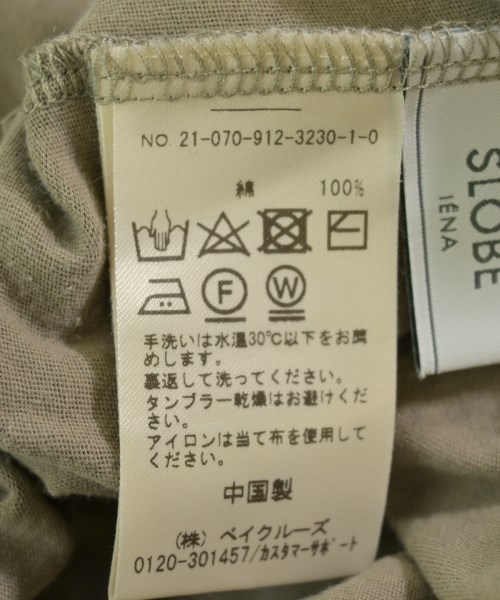 NO. 21-070-912-3230-1-0
綿 100%
F W
手洗いは水温30℃以下をお薦
めします。
裏返して洗ってください。
タンブラー乾燥はお避けくだ
さい。
アイロンは当て布を使用して
ください。
中国製
(株) ベイクルーズ
0120-301457/カスタマーサポート
SLOBE
IÉNA